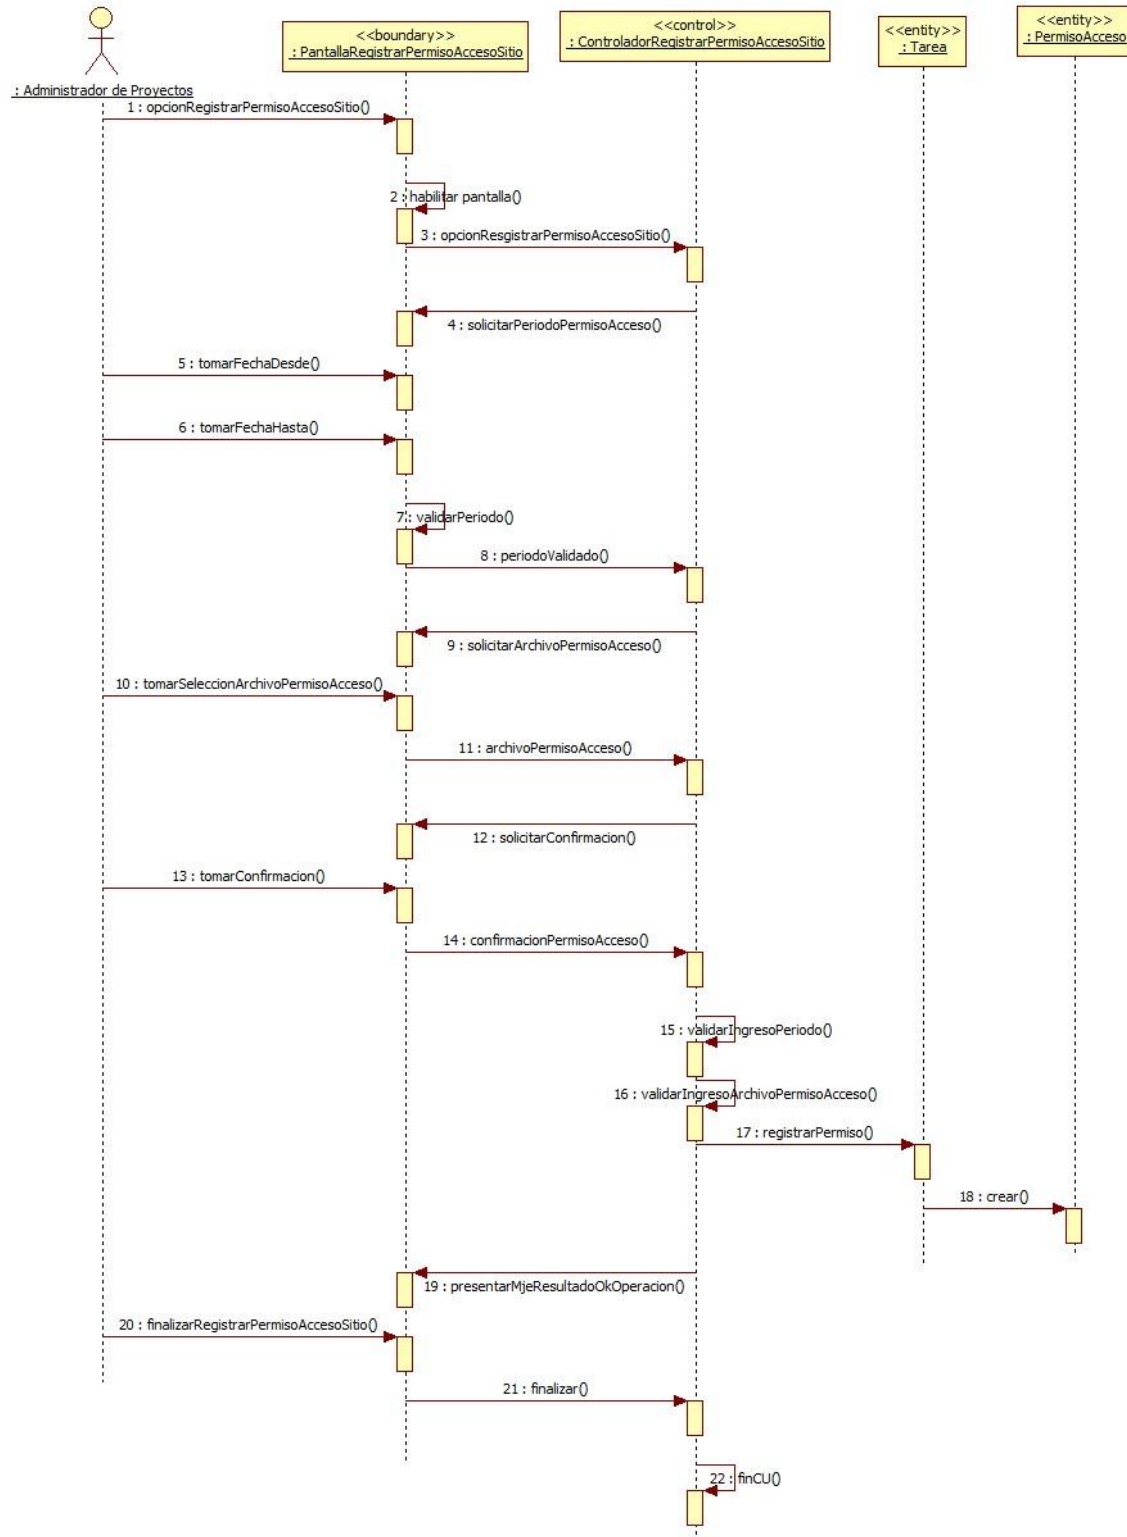 <<boundary>>
: PantallaRegistrarPermisoAccesoSitio
<<control>>
: ControladorRegistrarPermisoAccesoSitio
<<entity>>
: Tarea
<<entity>>
: PermisoAcceso
: Administrador de Proyectos
1 : opcionRegistrarPermisoAccesoSitio()
2 : habilitar pantalla()
3 : opcionResgistrarPermisoAccesoSitio()
4 : solicitarPeriodoPermisoAcceso()
5 : tomarFechaDesde()
6 : tomarFechaHasta()
7 : validarPeriodo()
8 : periodoValidado()
9 : solicitarArchivoPermisoAcceso()
10 : tomarSeleccionArchivoPermisoAcceso()
11 : archivoPermisoAcceso()
12 : solicitarConfirmacion()
13 : tomarConfirmacion()
14 : confirmacionPermisoAcceso()
15 : validarIngresoPeriodo()
16 : validarIngresoArchivoPermisoAcceso()
17 : registrarPermiso()
18 : crear()
19 : presentarMjeResultadoOkOperacion()
20 : finalizarRegistrarPermisoAccesoSitio()
21 : finalizar()
22 : finCU()